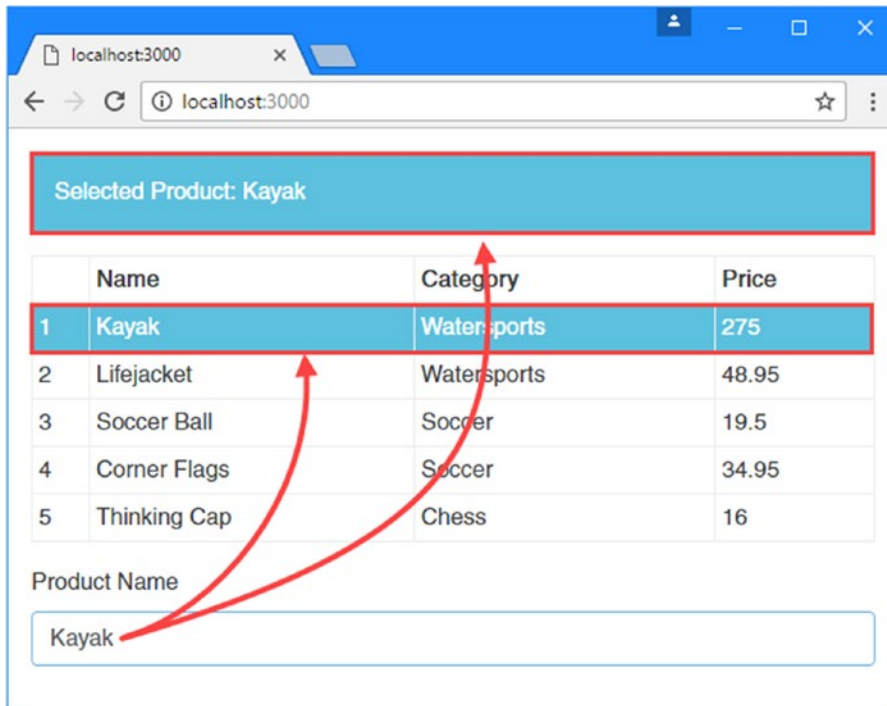 localhost:3000
localhost:3000
Selected Product: Kayak
Name Category Price
1 Kayak Watersports 275
2 Lifejacket Watersports 48.95
3 Soccer Ball Soccer 19.5
4 Corner Flags Soccer 34.95
5 Thinking Cap Chess 16
Product Name
Kayak